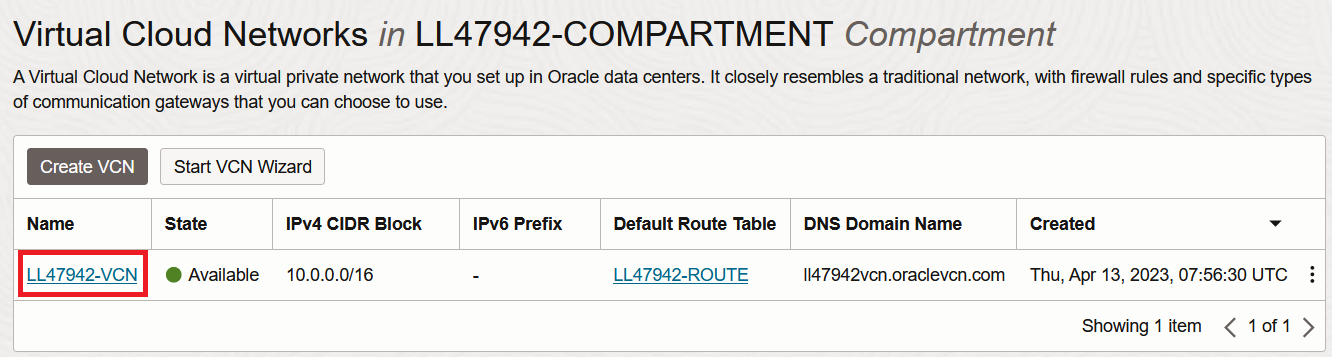 Virtual Cloud Networks in LL47942-COMPARTMENT Compartment
A Virtual Cloud Network is a virtual private network that you set up in Oracle data centers. It closely resembles a traditional network, with firewall rules and specific types
of communication gateways that you can choose to use.
Create VCN Start VCN Wizard
Name State IPv4 CIDR Block IPv6 Prefix Default Route Table DNS Domain Name Created
LL47942-VCN Available 10.0.0.0/16 - LL47942-ROUTE ll47942vcn.oraclevcn.com Thu, Apr 13, 2023, 07:56:30 UTC
Showing 1 item 1 of 1